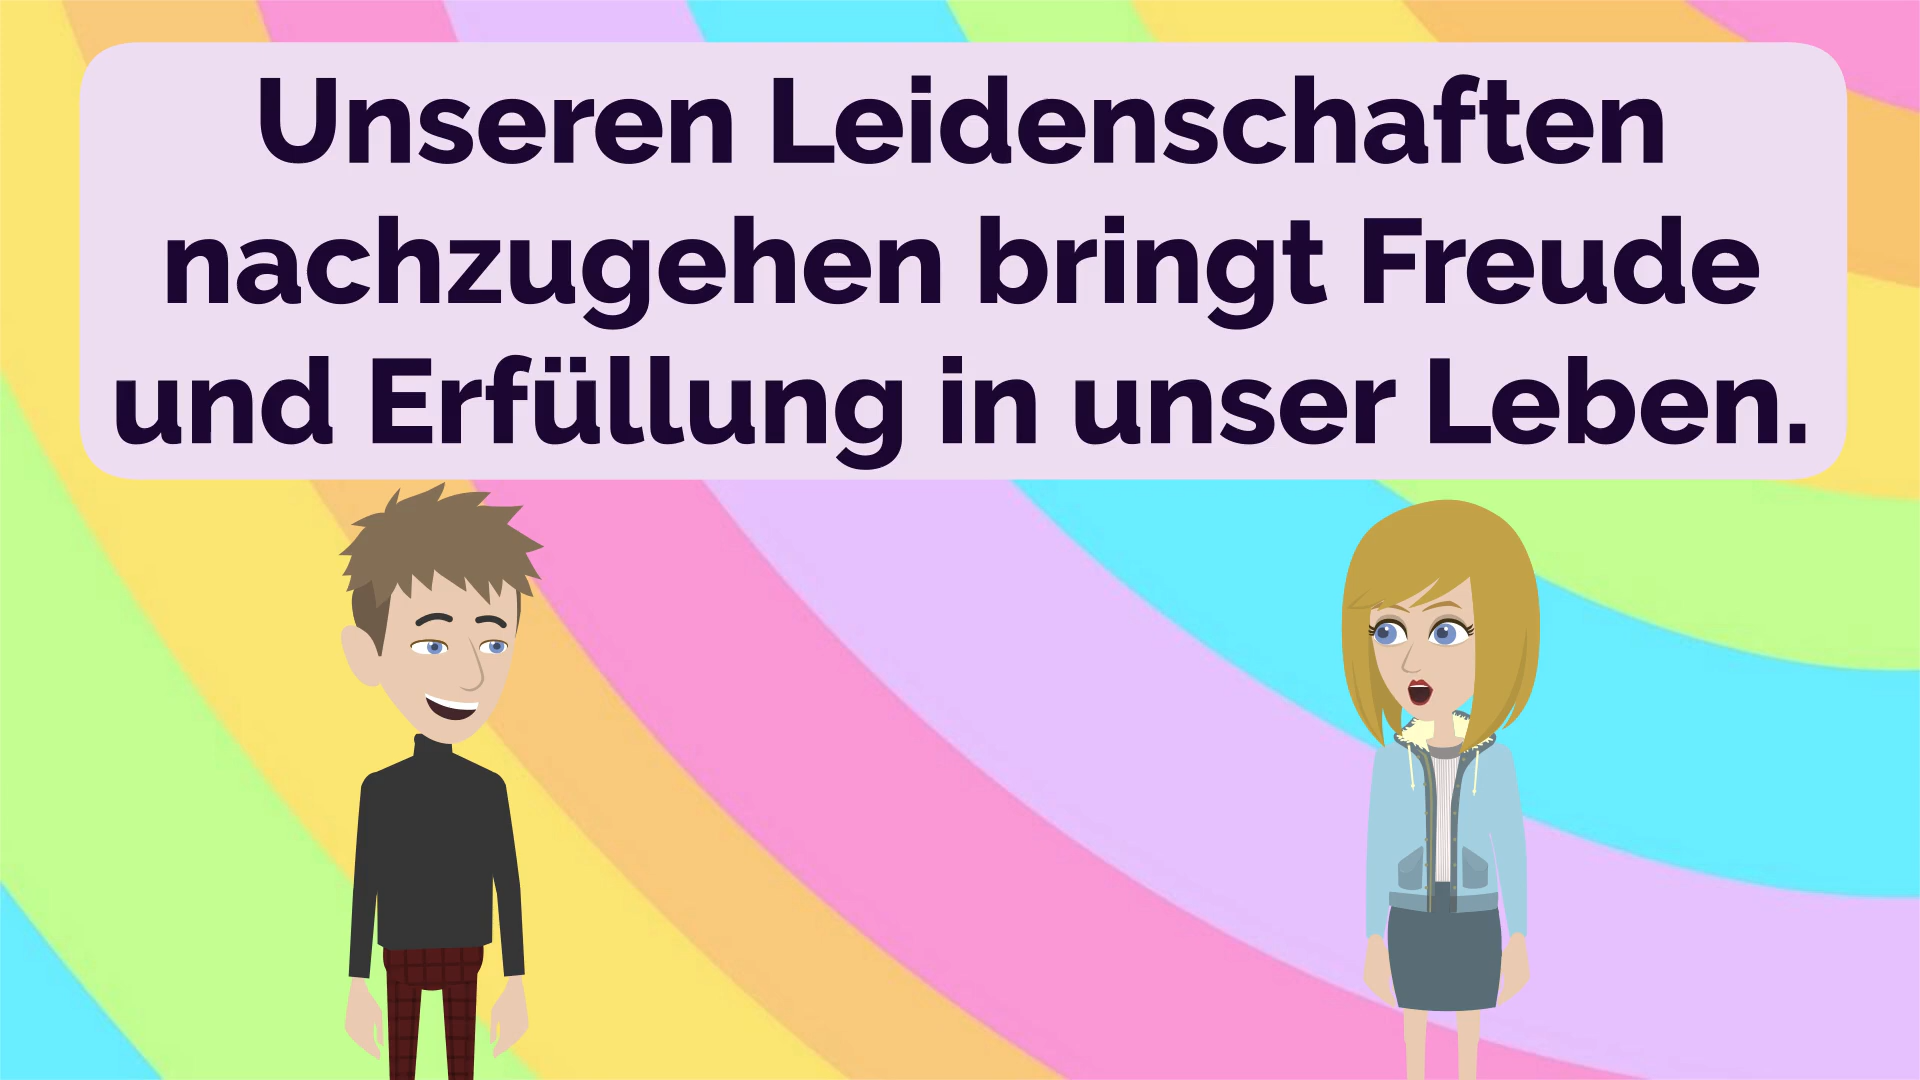 Unseren Leidenschaften
nachzugehen bringt Freude
und Erfüllung in unser Leben.